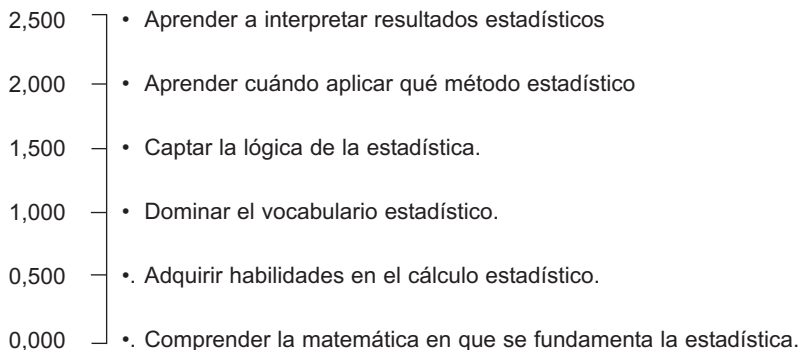 2,500 • Aprender a interpretar resultados estadísticos
2,000 • Aprender cuándo aplicar qué método estadístico
1,500 • Captar la lógica de la estadística.
1,000 • Dominar el vocabulario estadístico.
0,500 •. Adquirir habilidades en el cálculo estadístico.
0,000 •. Comprender la matemática en que se fundamenta la estadística.